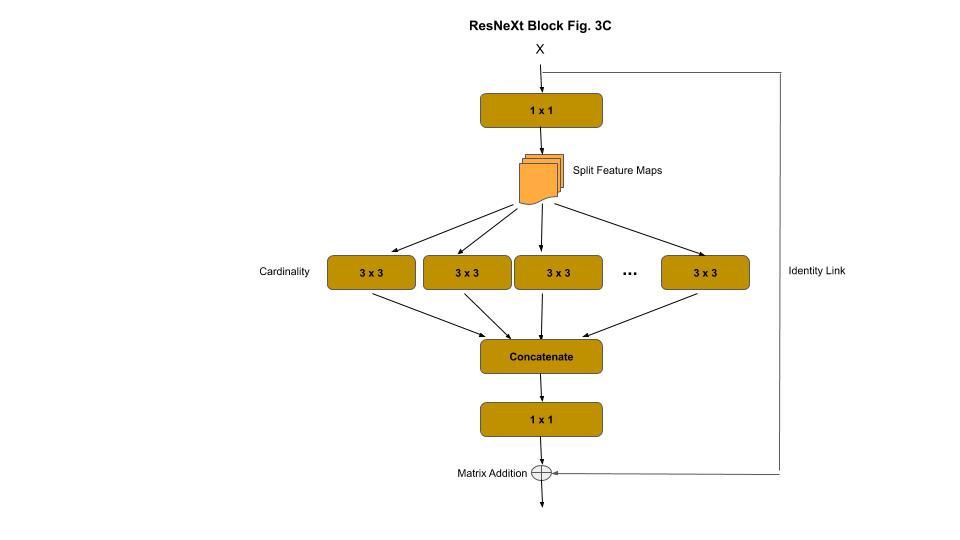 ResNeXt Block Fig. 3C
X
1 x 1
Split Feature Maps
Cardinality
3 x 3
3 x 3
3 x 3
...
3 x 3
Identity Link
Concatenate
1 x 1
Matrix Addition